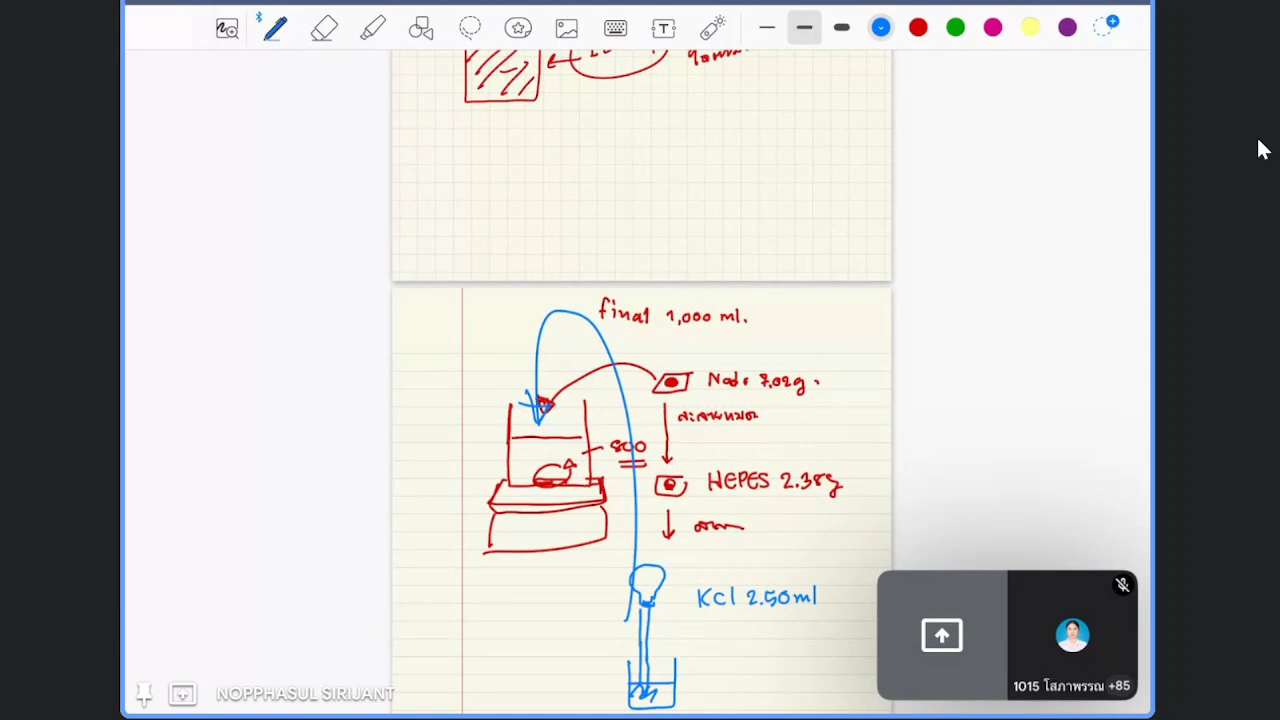 final 1,000 ml.
NaCl 7,02g.
ละลายหมด
800
HEPES 2.38g
KCl 2.50ml
NOPPHASUL SIRIJANT
1015 โสภาพรรณ +85